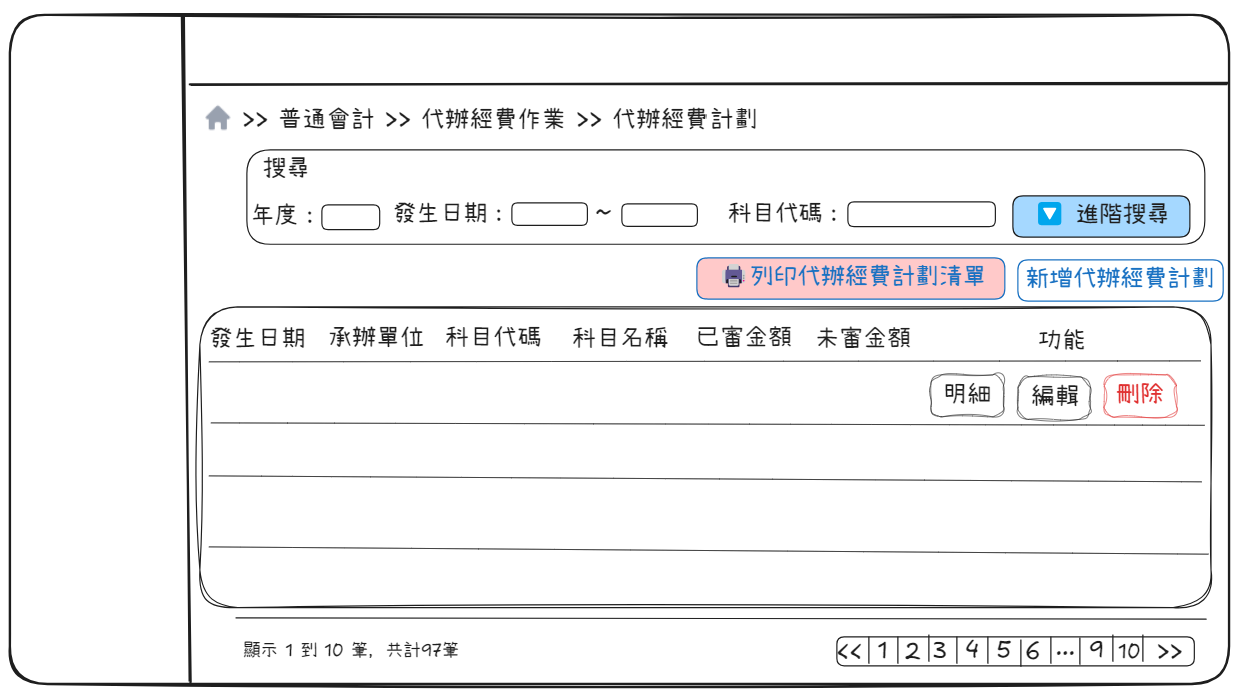 >> 普通會計 >> 代辦經費作業 >> 代辦經費計劃
搜尋
年度： 發生日期： ~ 科目代碼： 進階搜尋
列印代辦經費計劃清單 新增代辦經費計劃
發生日期 承辦單位 科目代碼 科目名稱 已審金額 未審金額 功能
明細 編輯 刪除
顯示 1 到 10 筆, 共計97筆 << 1 2 3 4 5 6 ... 9 10 >>